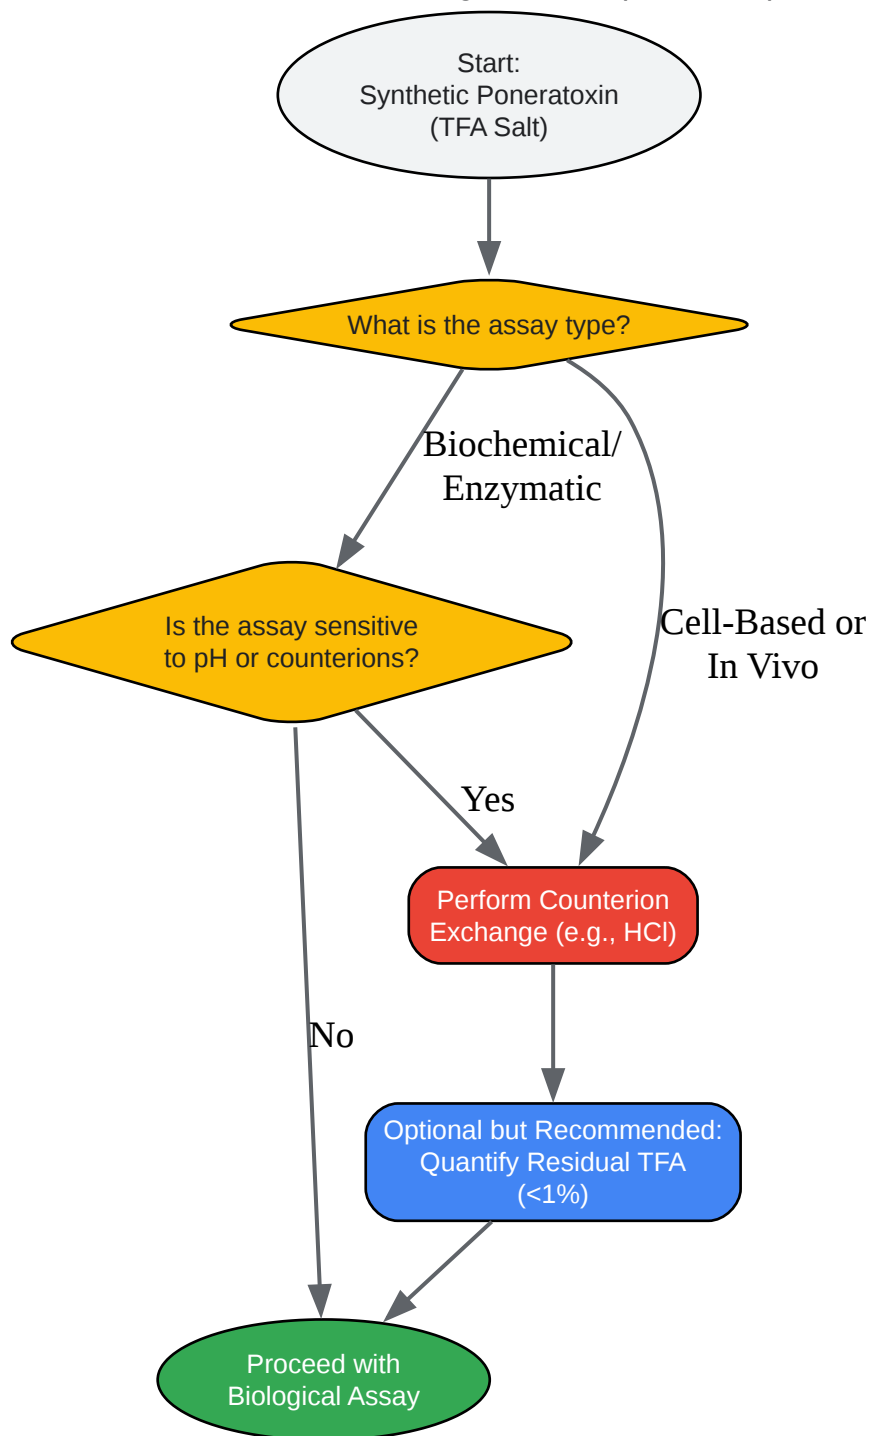 Start:
Synthetic Poneratoxin
(TFA Salt)
What is the assay type?
Biochemical/
Enzymatic
Is the assay sensitive
to pH or counterions?
Cell-Based or
In Vivo
Yes
Perform Counterion
Exchange (e.g., HCl)
No
Optional but Recommended:
Quantify Residual TFA
(<1%)
Proceed with
Biological Assay